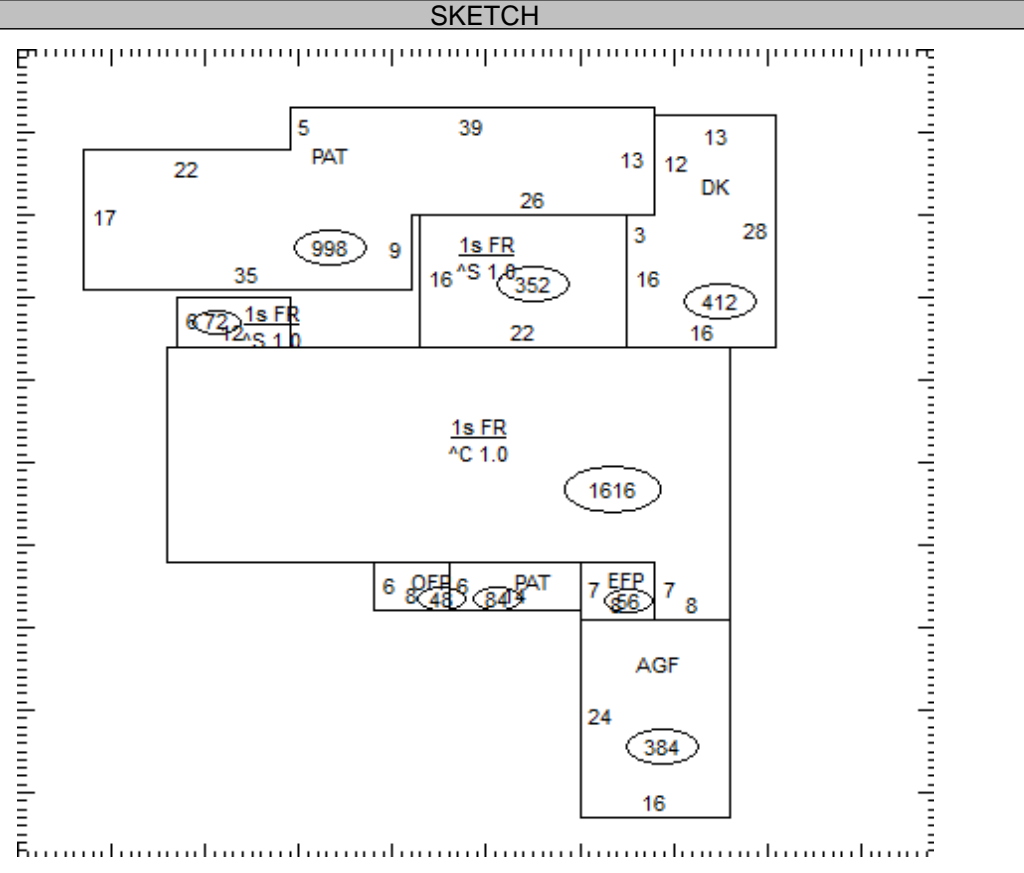 SKETCH
5 39
PAT
13
22
26
17
998
9
35
13
12
DK
28
3
16
412
16
1s FR
^S 1.0
16
352
22
6 72 1s FR
12 ^S 1.0
1s FR
^C 1.0
1616
6 OFP
8 48
6 PAT
84 14
7 EFP
8 56
7
8
AGF
24
384
16